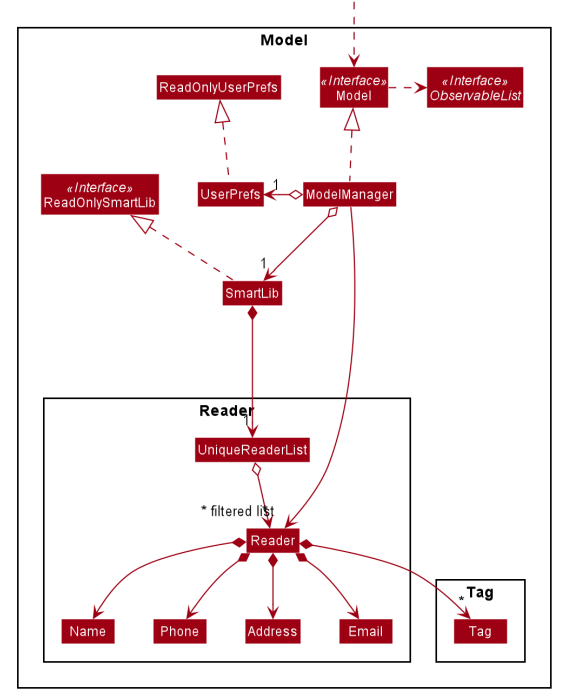 Model
«Interface»
Model
«Interface»
ObservableList
ReadOnlyUserPrefs
«Interface»
ReadOnlySmartLib
UserPrefs
1
ModelManager
1
SmartLib
Reader
1
UniqueReaderList
* filtered list
Reader
Tag
*
Name
Phone
Address
Email
Tag